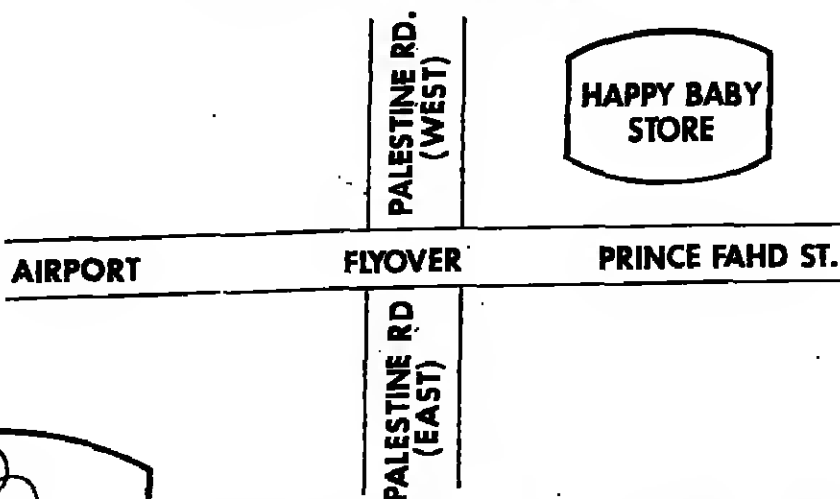 PALESTINE RD.
(WEST)
HAPPY BABY
STORE
AIRPORT
FLYOVER
PRINCE FAHD ST.
PALESTINE RD
(EAST)